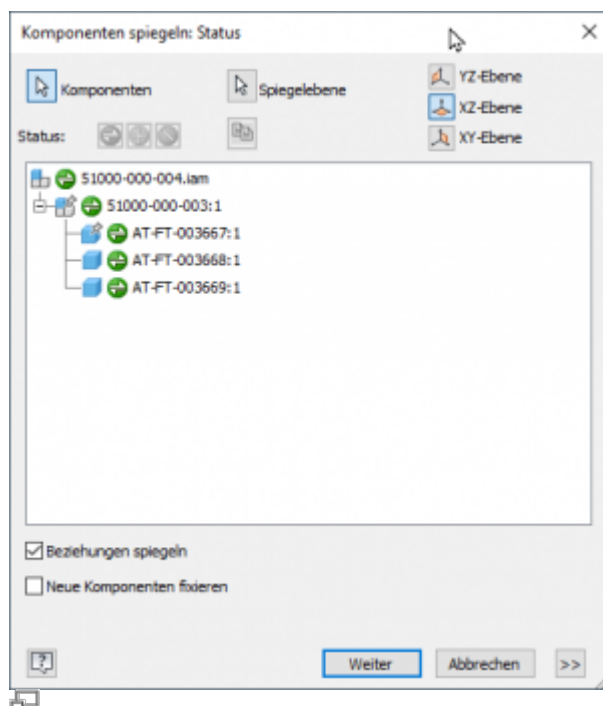 Komponenten spiegeln: Status
Komponenten
Spiegelebene
YZ-Ebene
XZ-Ebene
XY-Ebene
Status:
51000-000-004.iam
51000-000-003:1
AT-FT-003667:1
AT-FT-003668:1
AT-FT-003669:1
Beziehungen spiegeln
Neue Komponenten fixieren
Weiter
Abbrechen
>>